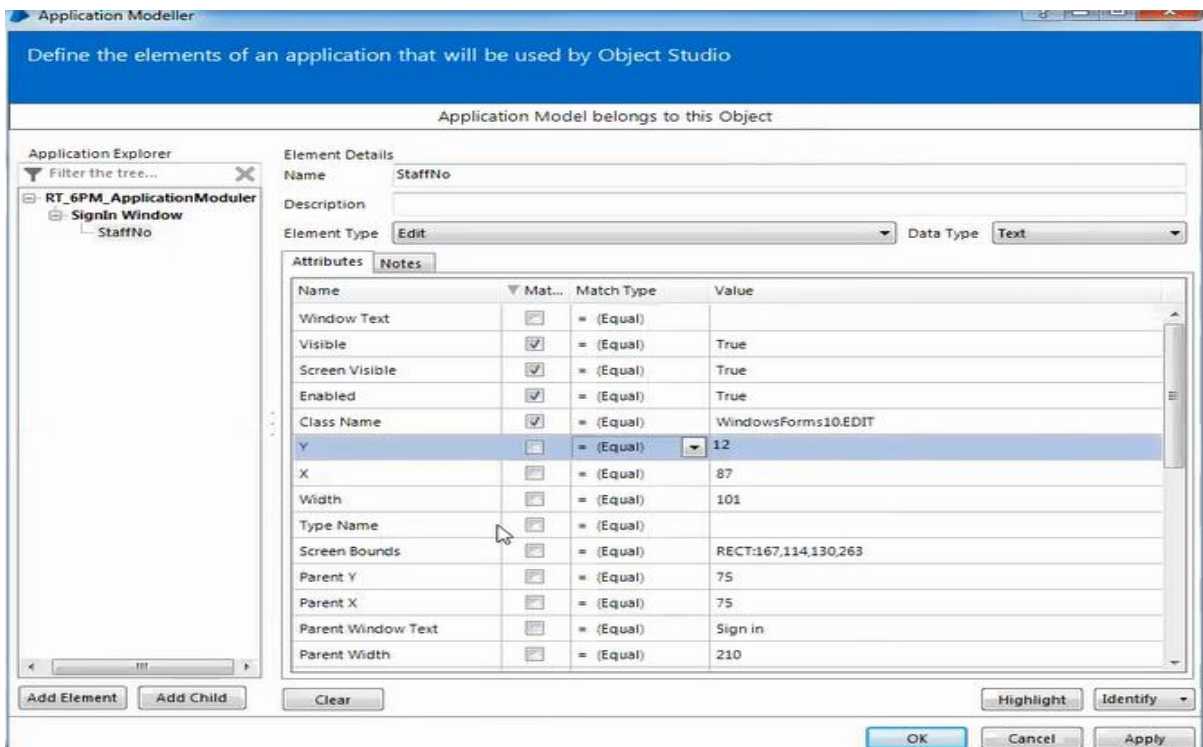 Application Modeller
Define the elements of an application that will be used by Object Studio
Application Model belongs to this Object
Application Explorer
Filter the tree...
RT_6PM_ApplicationModuler
SignIn Window
StaffNo
Element Details
Name StaffNo
Description
Element Type Edit Data Type Text
Attributes Notes
Name Mat... Match Type Value
Window Text = (Equal)
Visible = (Equal) True
Screen Visible = (Equal) True
Enabled = (Equal) True
Class Name = (Equal) WindowsForms10.EDIT
Y = (Equal) 12
X = (Equal) 87
Width = (Equal) 101
Type Name = (Equal)
Screen Bounds = (Equal) RECT:167,114,130,263
Parent Y = (Equal) 75
Parent X = (Equal) 75
Parent Window Text = (Equal) Sign in
Parent Width = (Equal) 210
Add Element Add Child Clear Highlight Identify
OK Cancel Apply